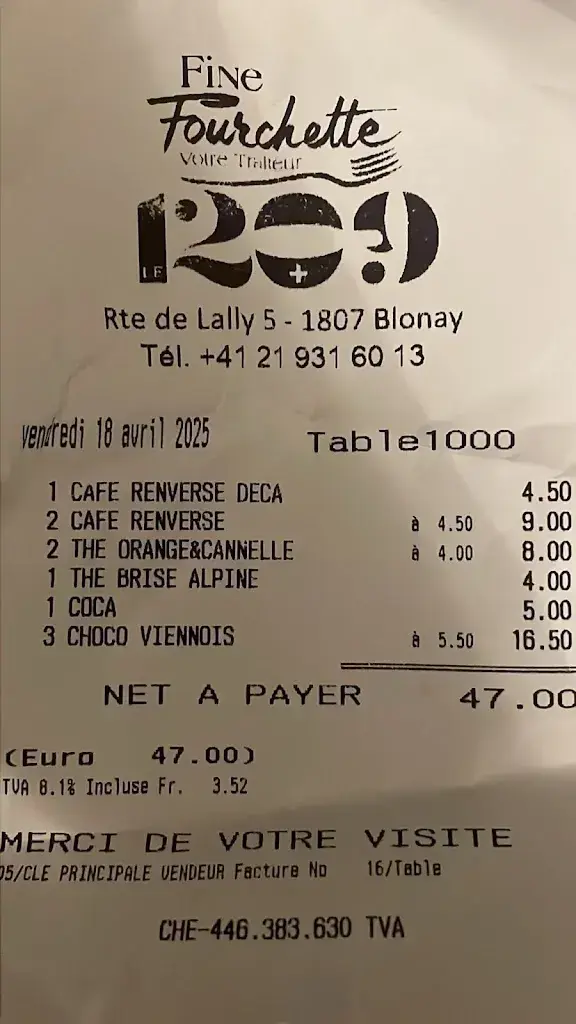 FiNe
Fourchette
Votre Traiteur
LE 1209
Rte de Lally 5 - 1807 Blonay
Tél. +41 21 931 60 13
vendredi 18 avril 2025 Table1000
1 CAFE RENVERSE DECA 4.50
2 CAFE RENVERSE à 4.50 9.00
2 THE ORANGE&CANNELLE à 4.00 8.00
1 THE BRISE ALPINE 4.00
1 COCA 5.00
3 CHOCO VIENNOIS à 5.50 16.50
NET A PAYER 47.00
(Euro 47.00)
TVA 8.1% Incluse Fr. 3.52
MERCI DE VOTRE VISITE
05/CLE PRINCIPALE VENDEUR Facture No 16/Table
CHE-446.383.630 TVA